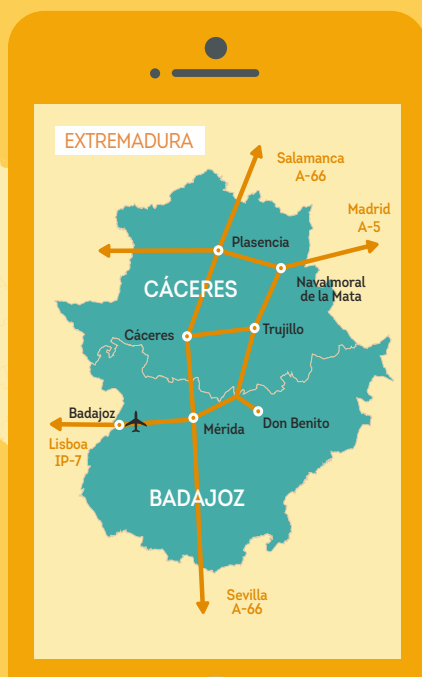 EXTREMADURA
Salamanca
A-66
Madrid
A-5
Plasencia
Navalmoral
de la Mata
CÁCERES
Cáceres
Trujillo
Badajoz
Mérida
Don Benito
Lisboa
IP-7
BADAJOZ
Sevilla
A-66